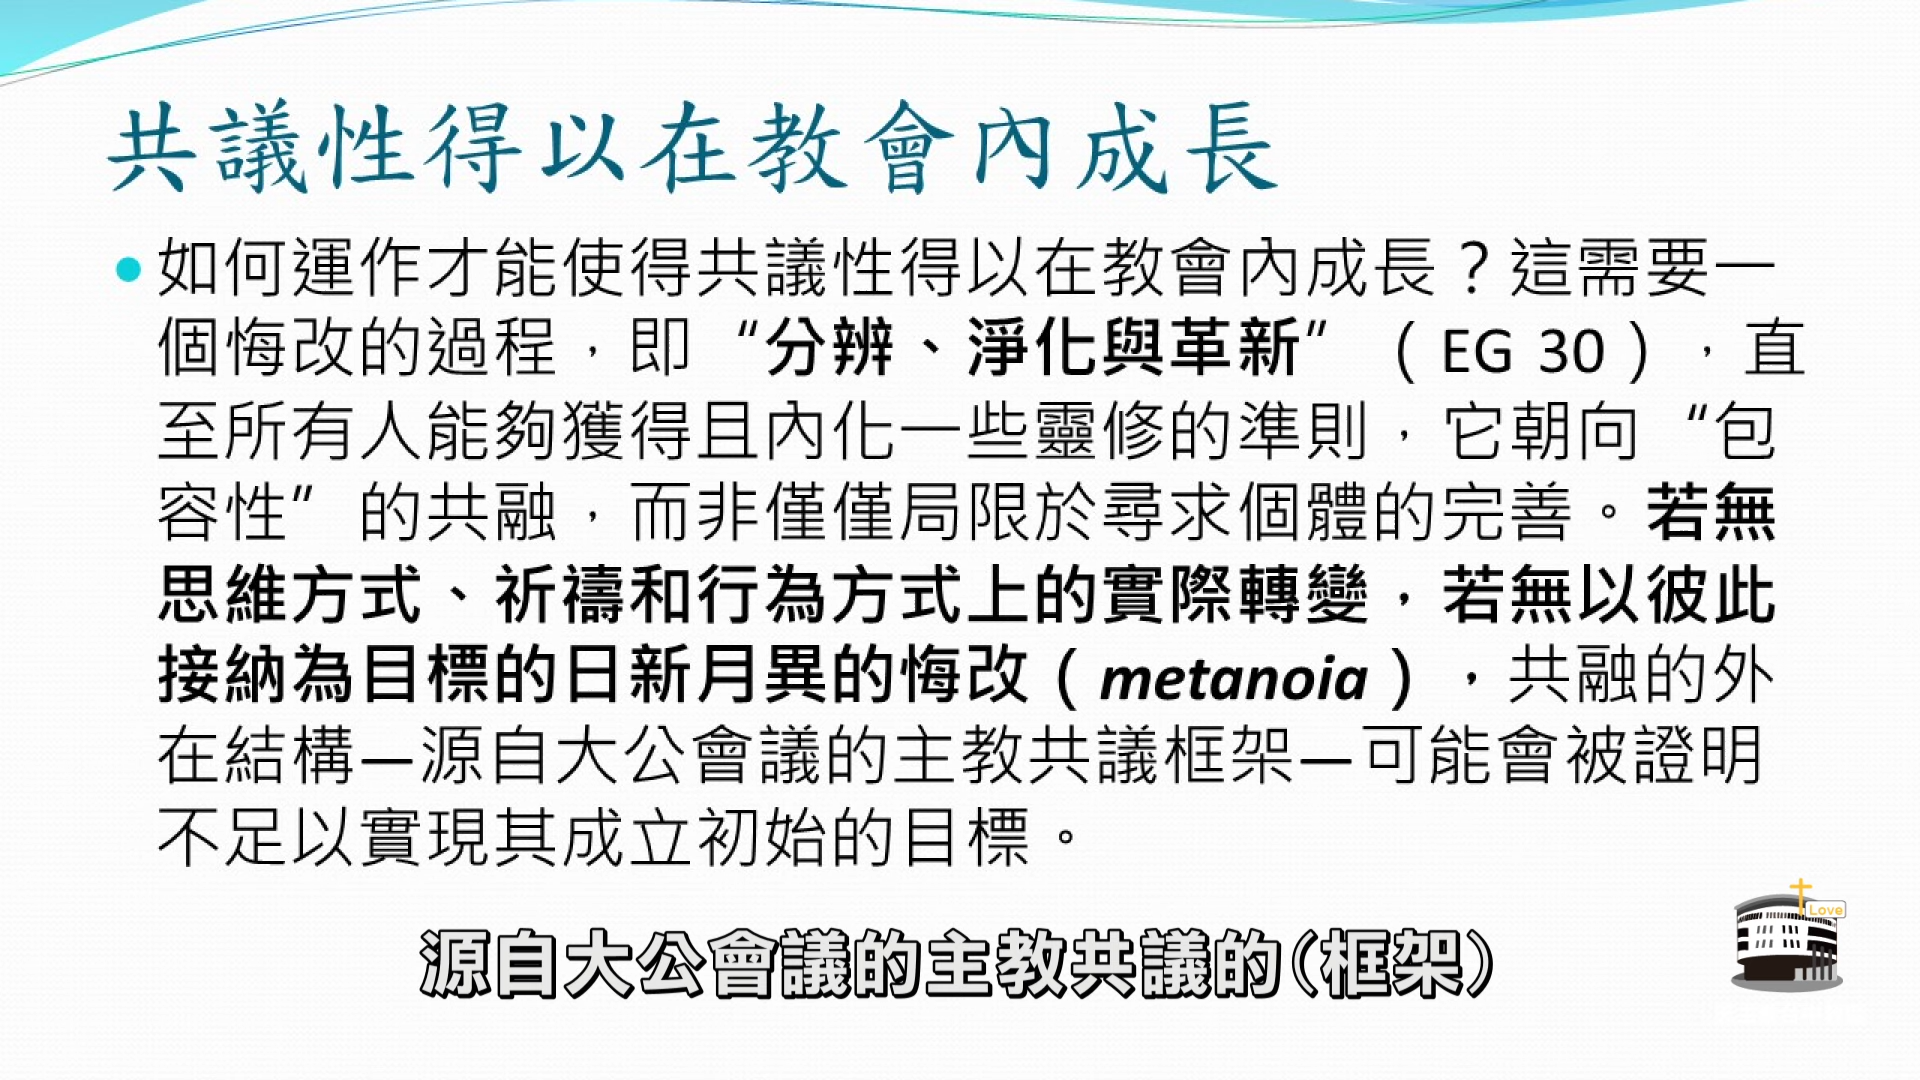 共議性得以在教會內成長
• 如何運作才能使得共議性得以在教會內成長？這需要一
個悔改的過程，即“分辨、淨化與革新”（EG 30），直
至所有人能夠獲得且內化一些靈修的準則，它朝向“包
容性”的共融，而非僅僅局限於尋求個體的完善。若無
思維方式、祈禱和行為方式上的實際轉變，若無以彼此
接納為目標的日新月異的悔改（metanoia），共融的外
在結構—源自大公會議的主教共議框架—可能會被證明
不足以實現其成立初始的目標。
Love
源自大公會議的主教共議的（框架）